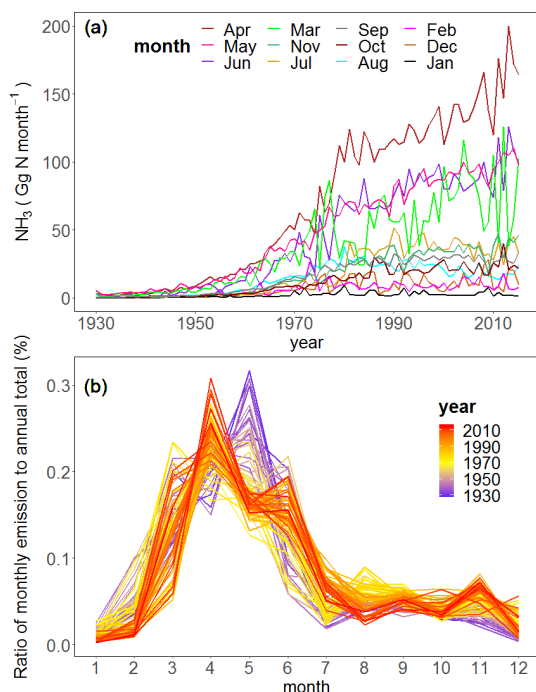 (a)
month
Apr Mar Sep Feb
May Nov Oct Dec
Jun Jul Aug Jan
NH₃ ( Gg N month⁻¹ )
200
150
100
50
0
1930 1950 1970 1990 2010
year
(b)
Ratio of monthly emission to annual total (%)
0.3
0.2
0.1
0.0
year
2010
1990
1970
1950
1930
1 2 3 4 5 6 7 8 9 10 11 12
month